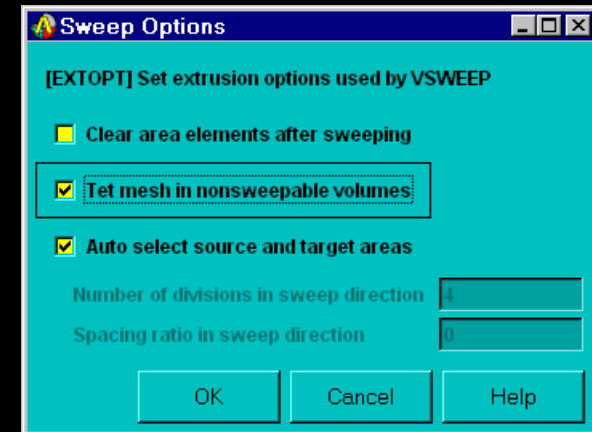 Sweep Options
[EXTOPT] Set extrusion options used by VSWEEP
Clear area elements after sweeping
Tet mesh in nonsweepable volumes
Auto select source and target areas
Number of divisions in sweep direction 4
Spacing ratio in sweep direction 0
OK Cancel Help